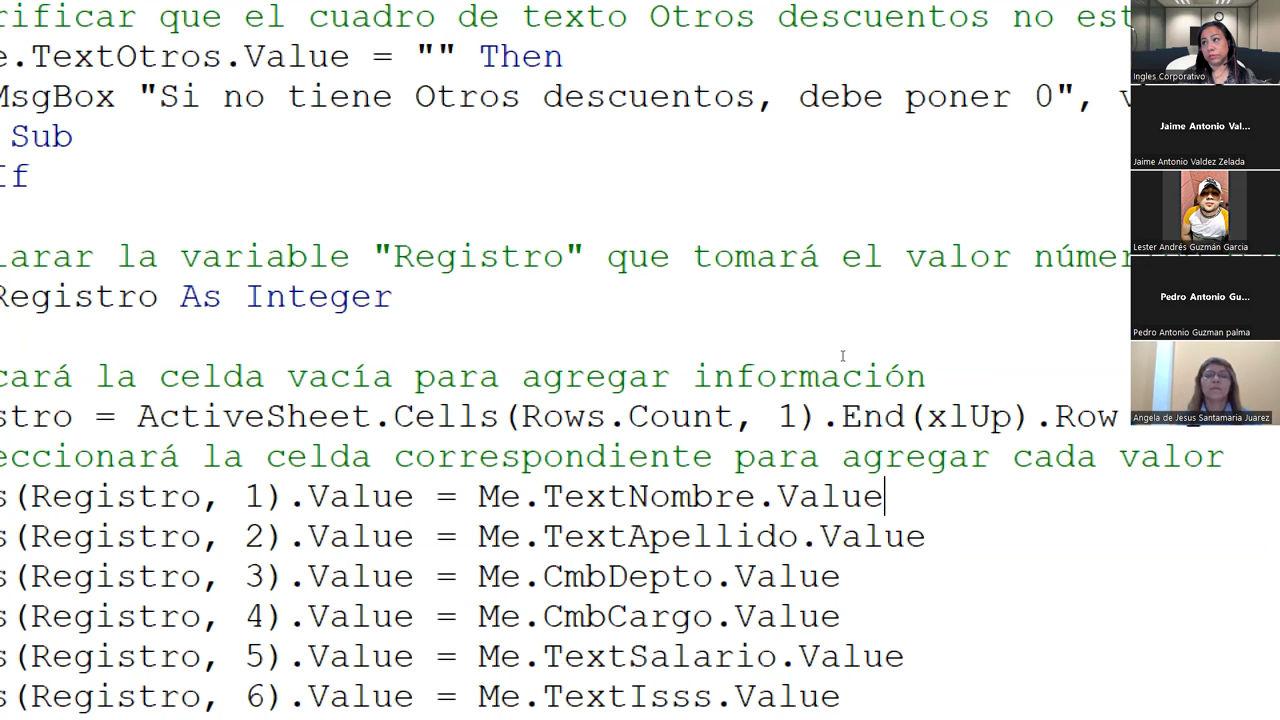 rificar que el cuadro de texto Otros descuentos no est
e.TextOtros.Value = "" Then
MsgBox "Si no tiene Otros descuentos, debe poner 0", v
Sub
If
larar la variable "Registro" que tomará el valor númer
Registro As Integer
cará la celda vacía para agregar información
stro = ActiveSheet.Cells(Rows.Count, 1).End(xlUp).Row
eccionará la celda correspondiente para agregar cada valor
s(Registro, 1).Value = Me.TextNombre.Value
s(Registro, 2).Value = Me.TextApellido.Value
s(Registro, 3).Value = Me.CmbDepto.Value
s(Registro, 4).Value = Me.CmbCargo.Value
s(Registro, 5).Value = Me.TextSalario.Value
s(Registro, 6).Value = Me.TextIsss.Value
Ingles Corporativo
Jaime Antonio Val...
Jaime Antonio Valdez Zelada
Lester Andrés Guzmán Garcia
Pedro Antonio Gu...
Pedro Antonio Guzman palma
Angela de Jesus Santamaria Juarez